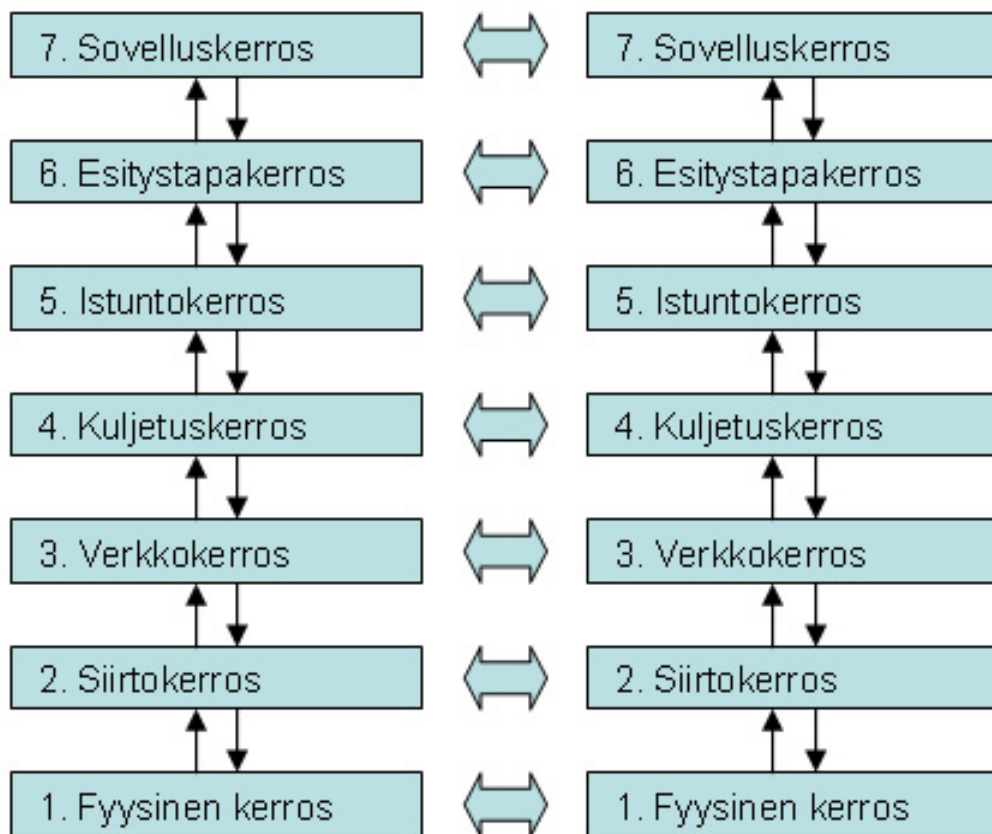 7. Sovelluskerros
7. Sovelluskerros
6. Esitystapakerros
6. Esitystapakerros
5. Istuntokerros
5. Istuntokerros
4. Kuljetuskerros
4. Kuljetuskerros
3. Verkkokerros
3. Verkkokerros
2. Siirtokerros
2. Siirtokerros
1. Fyysinen kerros
1. Fyysinen kerros